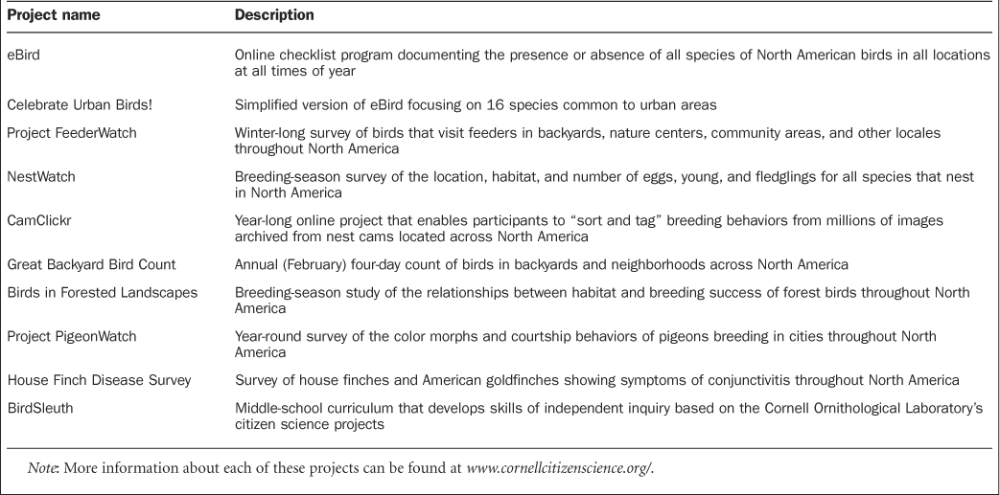 Project name Description
eBird Online checklist program documenting the presence or absence of all species of North American birds in all locations
at all times of year
Celebrate Urban Birds! Simplified version of eBird focusing on 16 species common to urban areas
Project FeederWatch Winter-long survey of birds that visit feeders in backyards, nature centers, community areas, and other locales
throughout North America
NestWatch Breeding-season survey of the location, habitat, and number of eggs, young, and fledglings for all species that nest
in North America
CamClickr Year-long online project that enables participants to “sort and tag” breeding behaviors from millions of images
archived from nest cams located across North America
Great Backyard Bird Count Annual (February) four-day count of birds in backyards and neighborhoods across North America
Birds in Forested Landscapes Breeding-season study of the relationships between habitat and breeding success of forest birds throughout North
America
Project PigeonWatch Year-round survey of the color morphs and courtship behaviors of pigeons breeding in cities throughout North
America
House Finch Disease Survey Survey of house finches and American goldfinches showing symptoms of conjunctivitis throughout North America
BirdSleuth Middle-school curriculum that develops skills of independent inquiry based on the Cornell Ornithological Laboratory’s
citizen science projects
Note: More information about each of these projects can be found at www.cornellcitizenscience.org/.